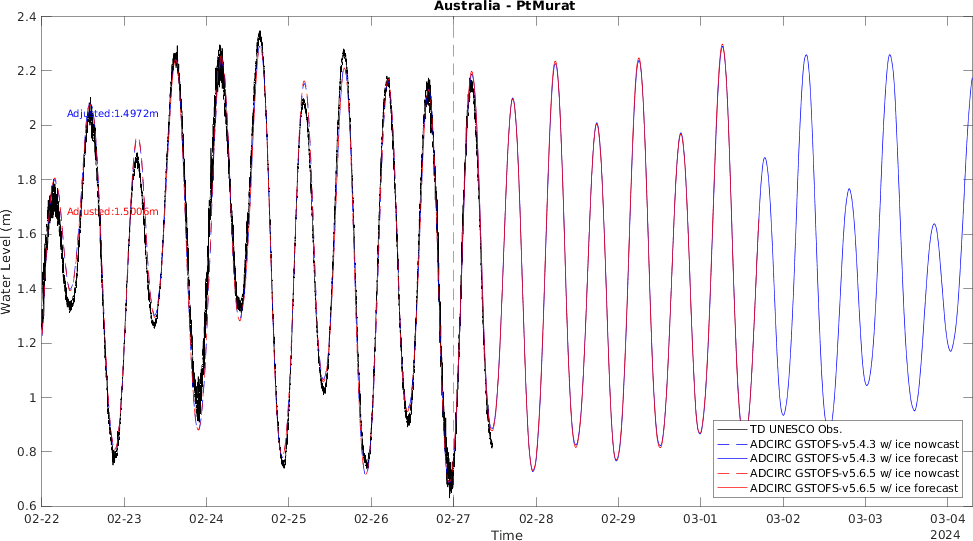 Australia - PtMurat
2.4
2.2
2
1.8
1.6
1.4
1.2
1
0.8
0.6
Water Level (m)
Adjusted:1.4972m
Adjusted:1.5006m
TD UNESCO Obs.
ADCIRC GSTOFS-v5.4.3 w/ ice nowcast
ADCIRC GSTOFS-v5.4.3 w/ ice forecast
ADCIRC GSTOFS-v5.6.5 w/ ice nowcast
ADCIRC GSTOFS-v5.6.5 w/ ice forecast
02-22 02-23 02-24 02-25 02-26 02-27 02-28 02-29 03-01 03-02 03-03 03-04
Time
2024